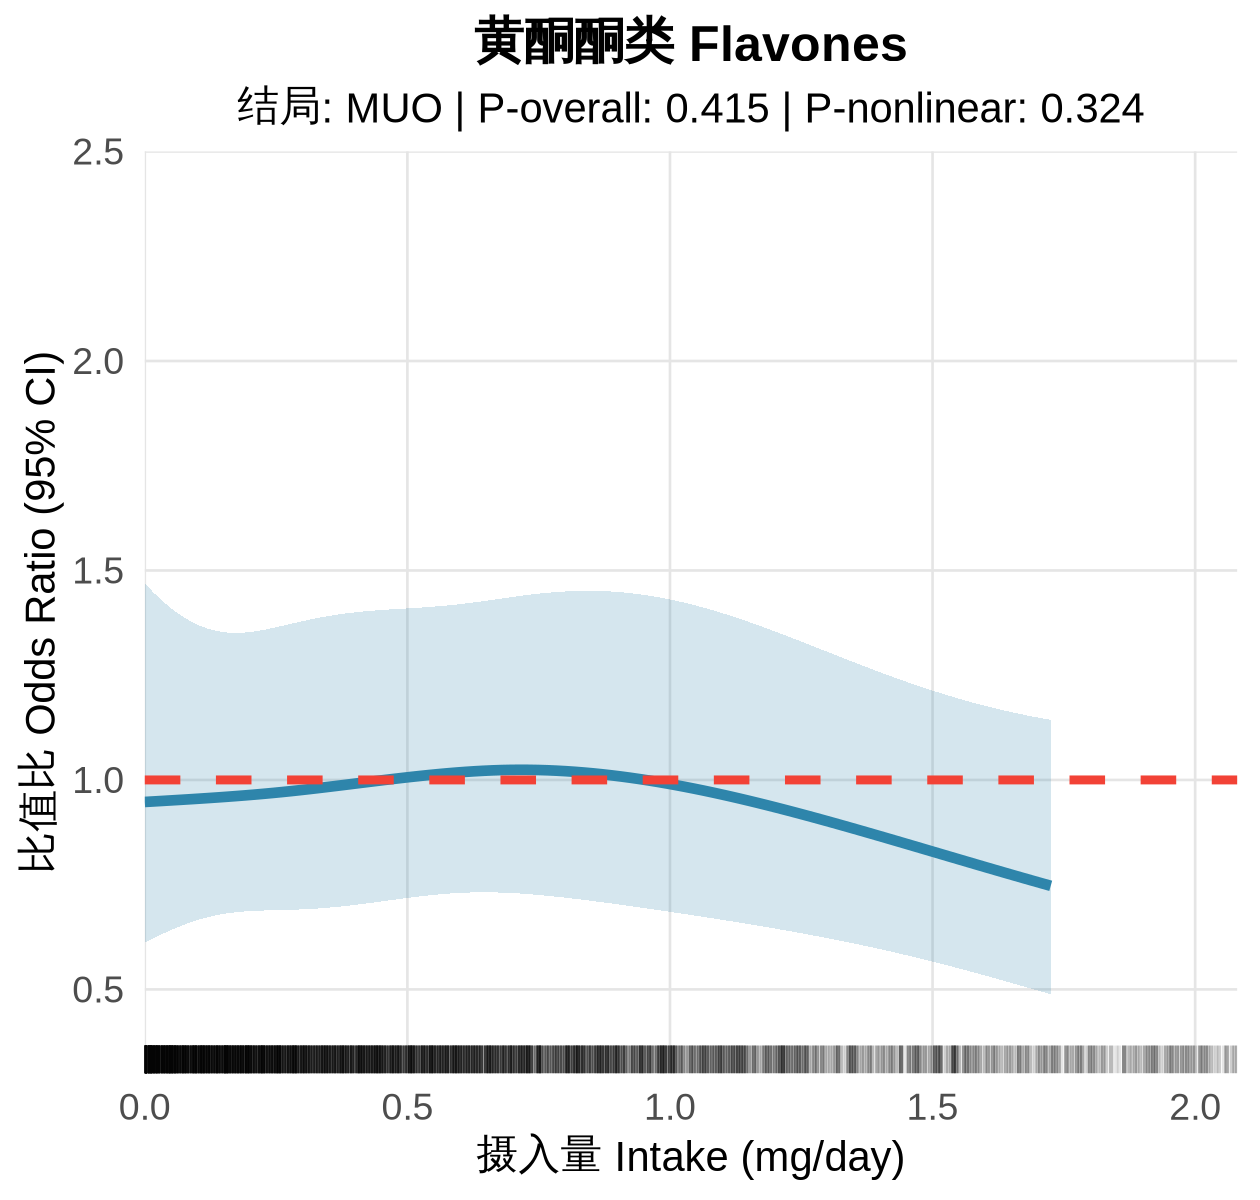 黄酮酮类 Flavones
结局: MUO | P-overall: 0.415 | P-nonlinear: 0.324
比值比 Odds Ratio (95% CI)
2.5
2.0
1.5
1.0
0.5
0.0 0.5 1.0 1.5 2.0
摄入量 Intake (mg/day)